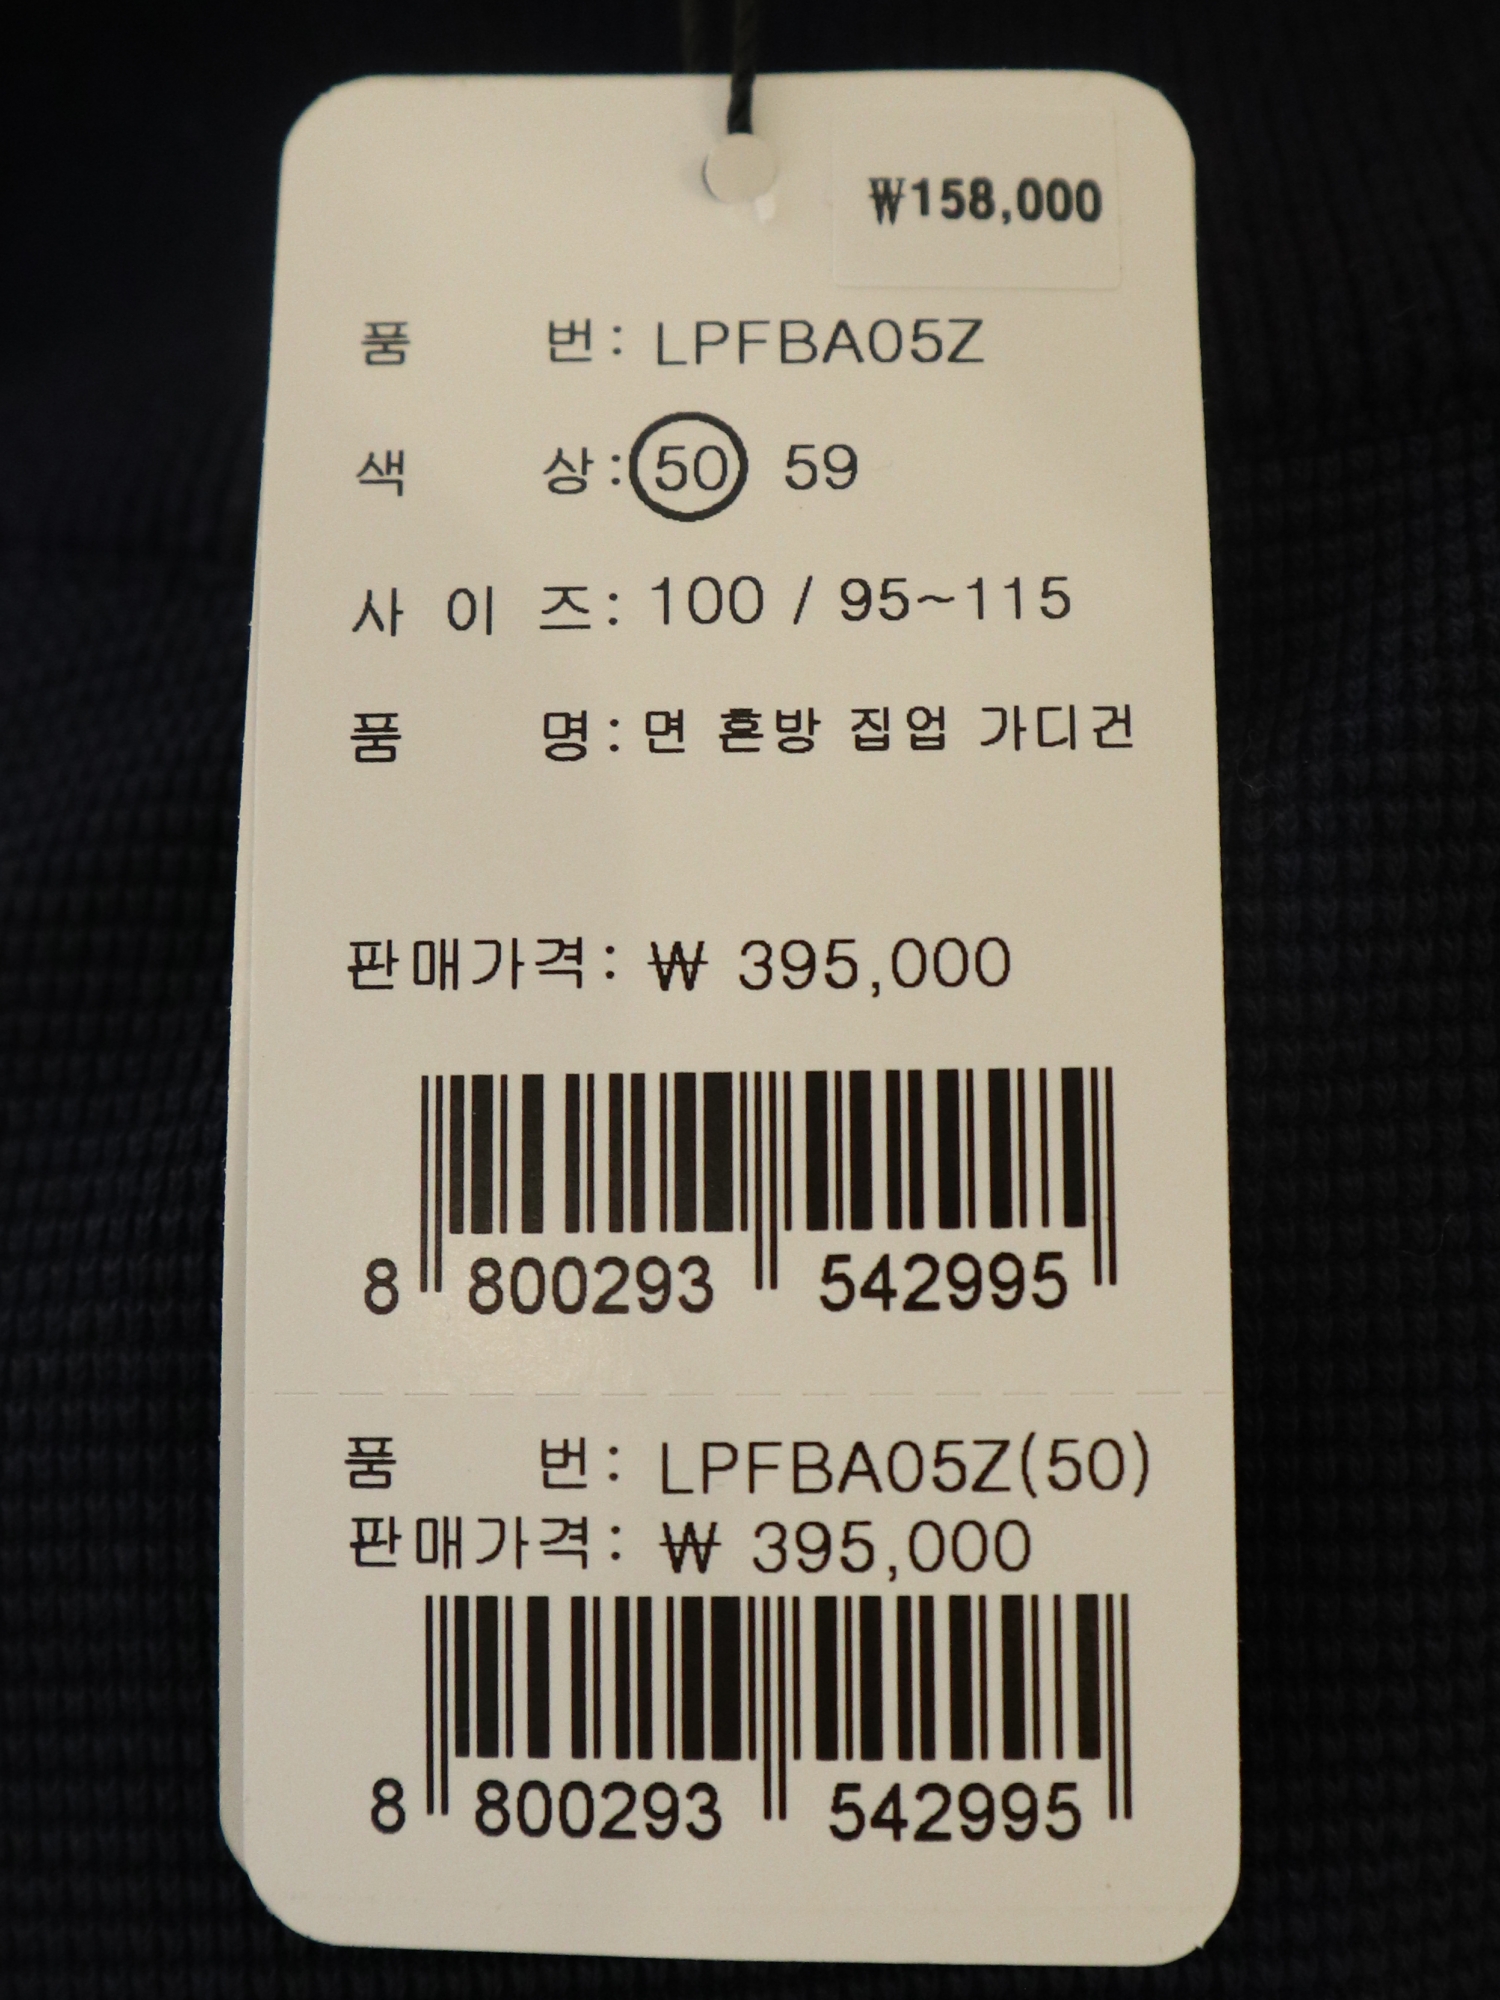 ₩158,000
품 번: LPFBA05Z
색 상: 50 59
사 이 즈: 100 / 95~115
품 명: 면 혼방 집업 가디건
판매가격: ₩ 395,000
8 800293 542995
품 번: LPFBA05Z(50)
판매가격: ₩ 395,000
8 800293 542995